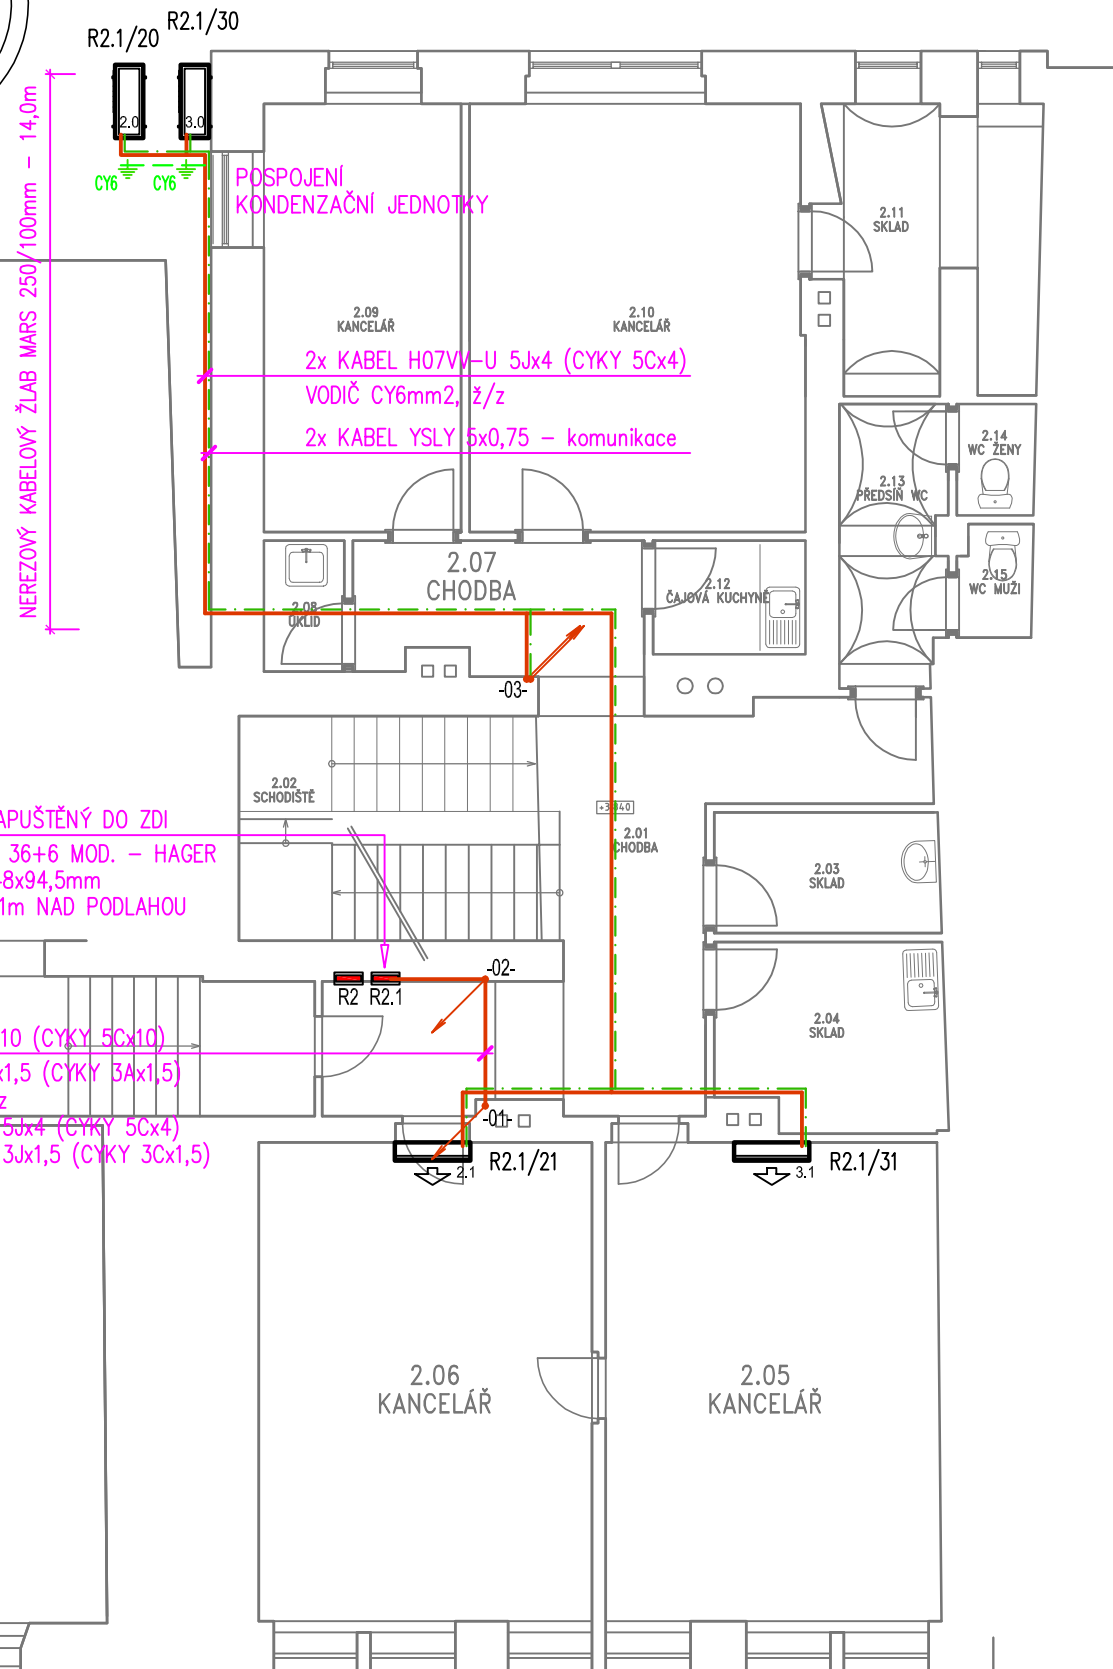 R2.1/20
R2.1/30
2.0
3.0
CY6
CY6
NEREZOVÝ KABELOVÝ ŽLAB MARS 250/100mm – 14,0m
POSPOJENÍ
KONDENZAČNÍ JEDNOTKY
2.11
SKLAD
2.09
KANCELÁŘ
2.10
KANCELÁŘ
2x KABEL H07VV-U 5Jx4 (CYKY 5Cx4)
VODIČ CY6mm2, ž/z
2x KABEL YSLY 5x0,75 – komunikace
2.14
WC ŽENY
2.13
PŘEDSÍŇ WC
2.07
CHODBA
2.12
ČAJOVÁ KUCHYNĚ
2.15
WC MUŽI
2.08
ÚKLID
-03-
2.02
SCHODIŠTĚ
+3,840
2.01
CHODBA
APUŠTĚNÝ DO ZDI
36+6 MOD. – HAGER
8x94,5mm
1m NAD PODLAHOU
2.03
SKLAD
-02-
R2
R2.1
2.04
SKLAD
10 (CYKY 5Cx10)
x1,5 (CYKY 3Ax1,5)
z
5Jx4 (CYKY 5Cx4)
3Jx1,5 (CYKY 3Cx1,5)
-01-
2.1
R2.1/21
3.1
R2.1/31
2.06
KANCELÁŘ
2.05
KANCELÁŘ